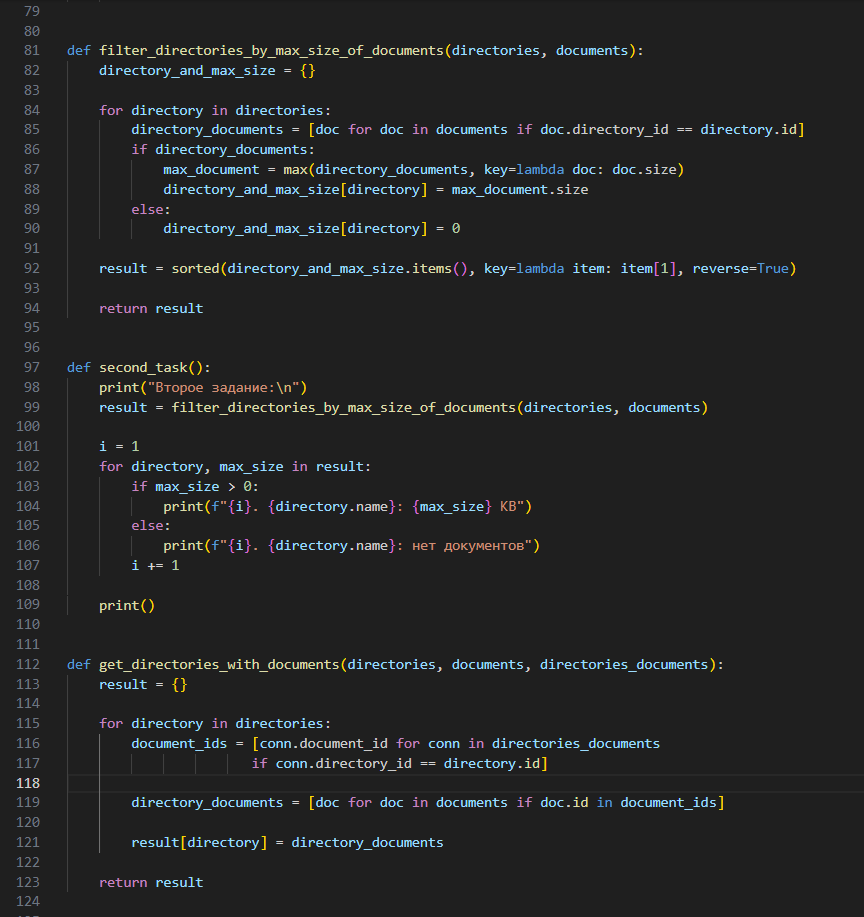 79
80
81 def filter_directories_by_max_size_of_documents(directories, documents):
82     directory_and_max_size = {}
83
84     for directory in directories:
85         directory_documents = [doc for doc in documents if doc.directory_id == directory.id]
86         if directory_documents:
87             max_document = max(directory_documents, key=lambda doc: doc.size)
88             directory_and_max_size[directory] = max_document.size
89         else:
90             directory_and_max_size[directory] = 0
91
92     result = sorted(directory_and_max_size.items(), key=lambda item: item[1], reverse=True)
93
94     return result
95
96
97 def second_task():
98     print("Второе задание:\n")
99     result = filter_directories_by_max_size_of_documents(directories, documents)
100
101     i = 1
102     for directory, max_size in result:
103         if max_size > 0:
104             print(f"{i}. {directory.name}: {max_size} КВ")
105         else:
106             print(f"{i}. {directory.name}: нет документов")
107         i += 1
108
109     print()
110
111
112 def get_directories_with_documents(directories, documents, directories_documents):
113     result = {}
114
115     for directory in directories:
116         document_ids = [conn.document_id for conn in directories_documents
117                        if conn.directory_id == directory.id]
118
119         directory_documents = [doc for doc in documents if doc.id in document_ids]
120
121         result[directory] = directory_documents
122
123     return result
124